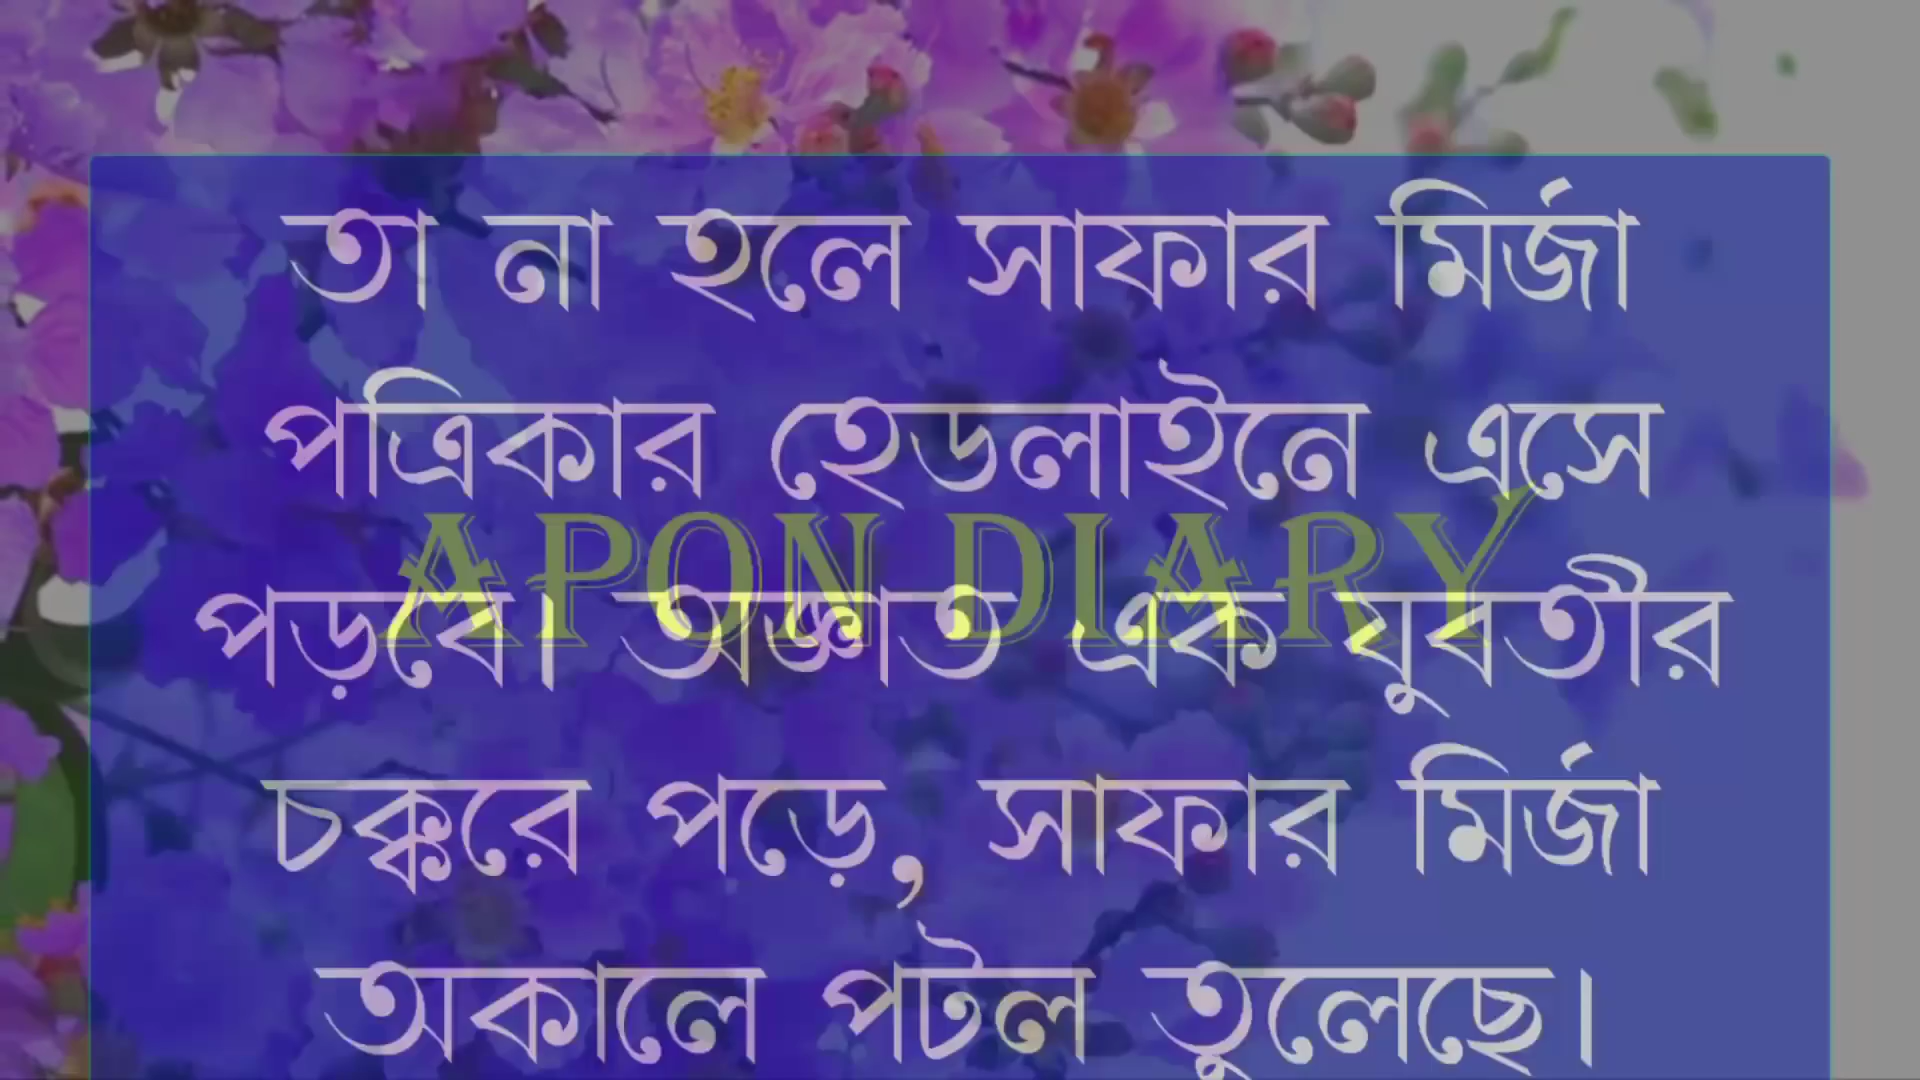 তা না হলে সাফার মির্জা
পত্রিকার হেডলাইনে এসে
APON DIARY
পড়বে। অজ্ঞাত এক যুবতীর
চক্করে পড়ে, সাফার মির্জা
অকালে পটল তুলেছে।